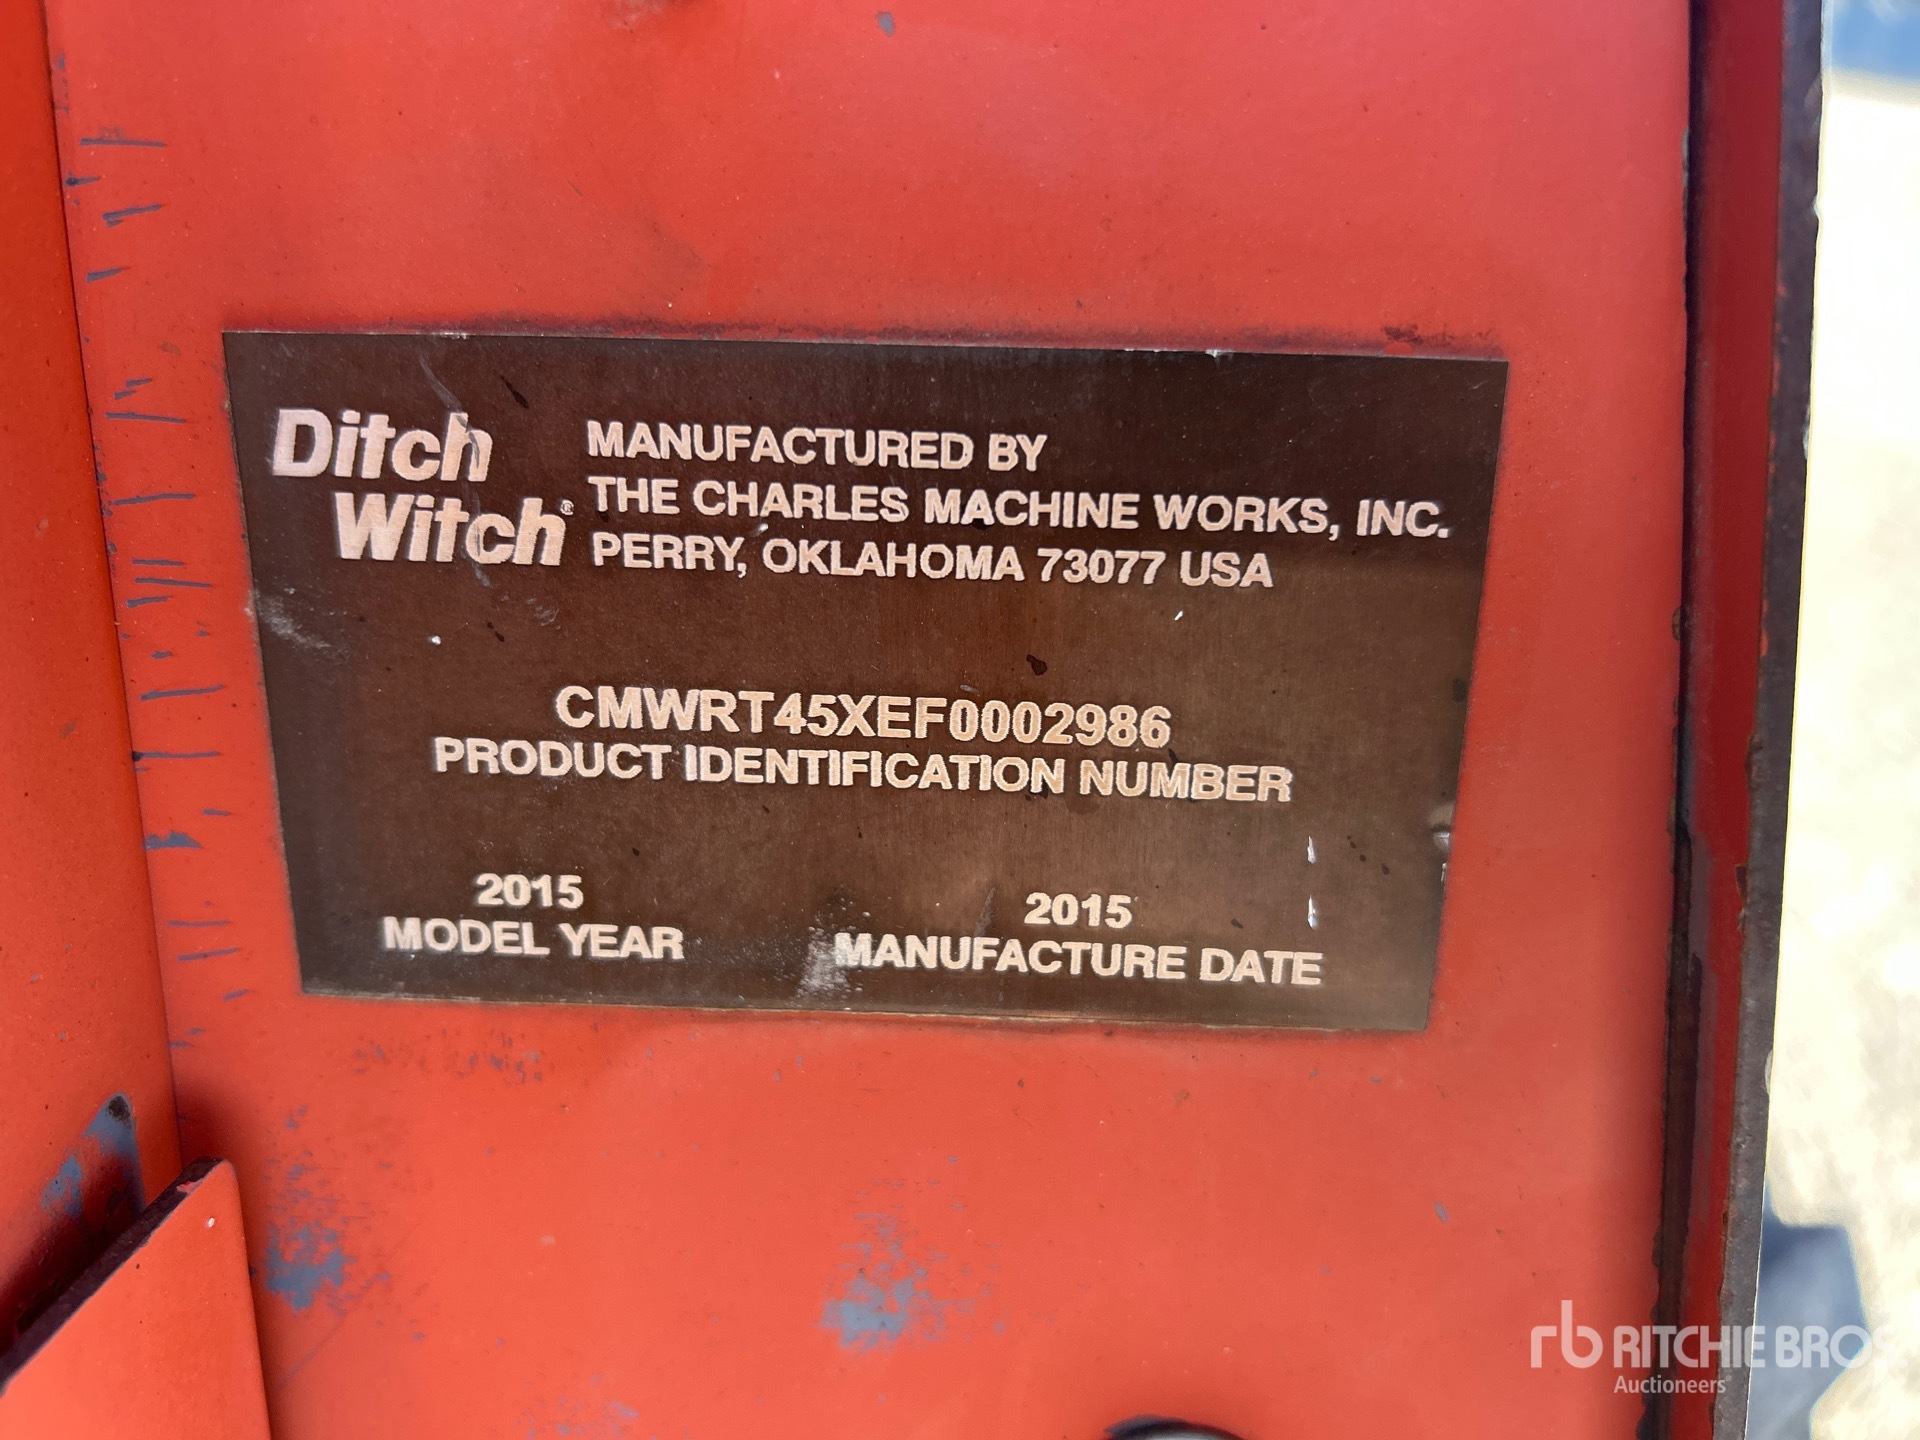 Ditch
Witch®
MANUFACTURED BY
THE CHARLES MACHINE WORKS, INC.
PERRY, OKLAHOMA 73077 USA
CMWRT45XEF0002986
PRODUCT IDENTIFICATION NUMBER
2015
MODEL YEAR
2015
MANUFACTURE DATE
rb RITCHIE BROS
Auctioneers